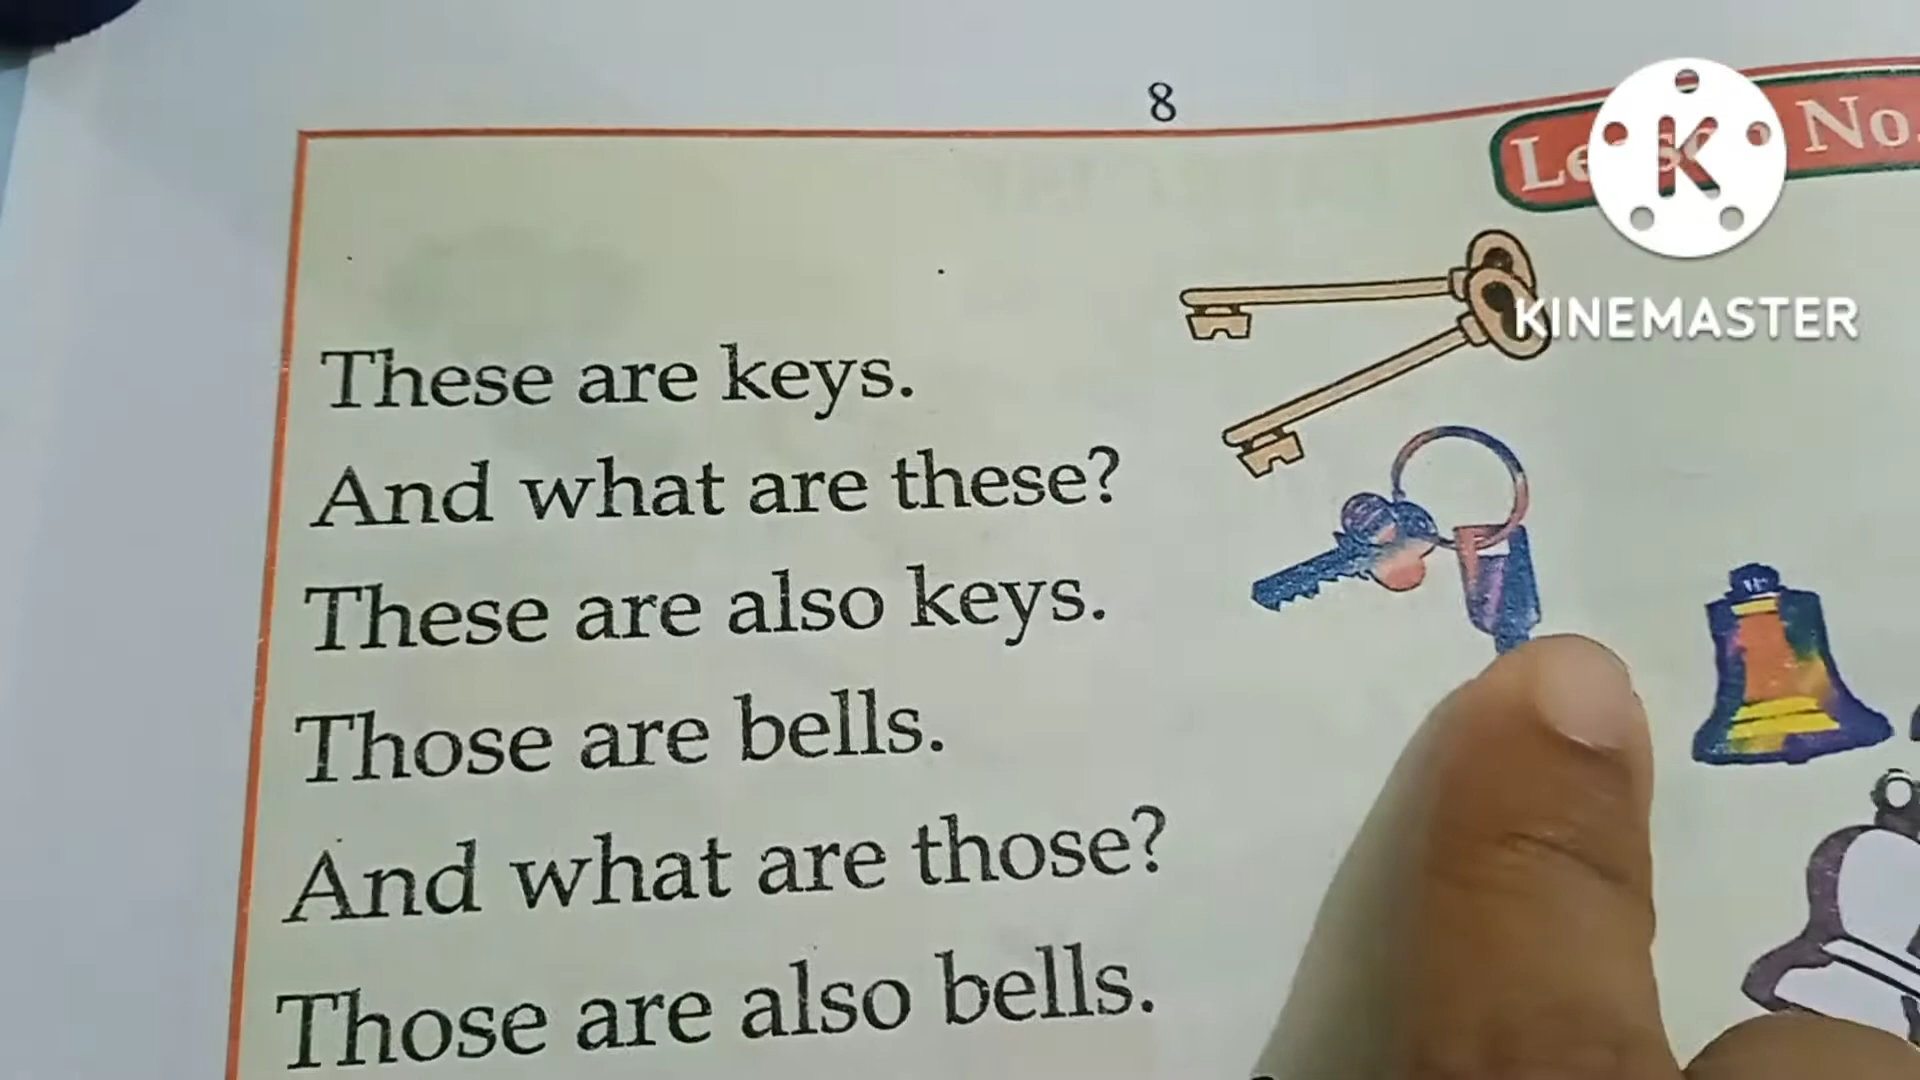 8
No.
K
KINEMASTER
These are keys.
And what are these?
These are also keys.
Those are bells.
And what are those?
Those are also bells.